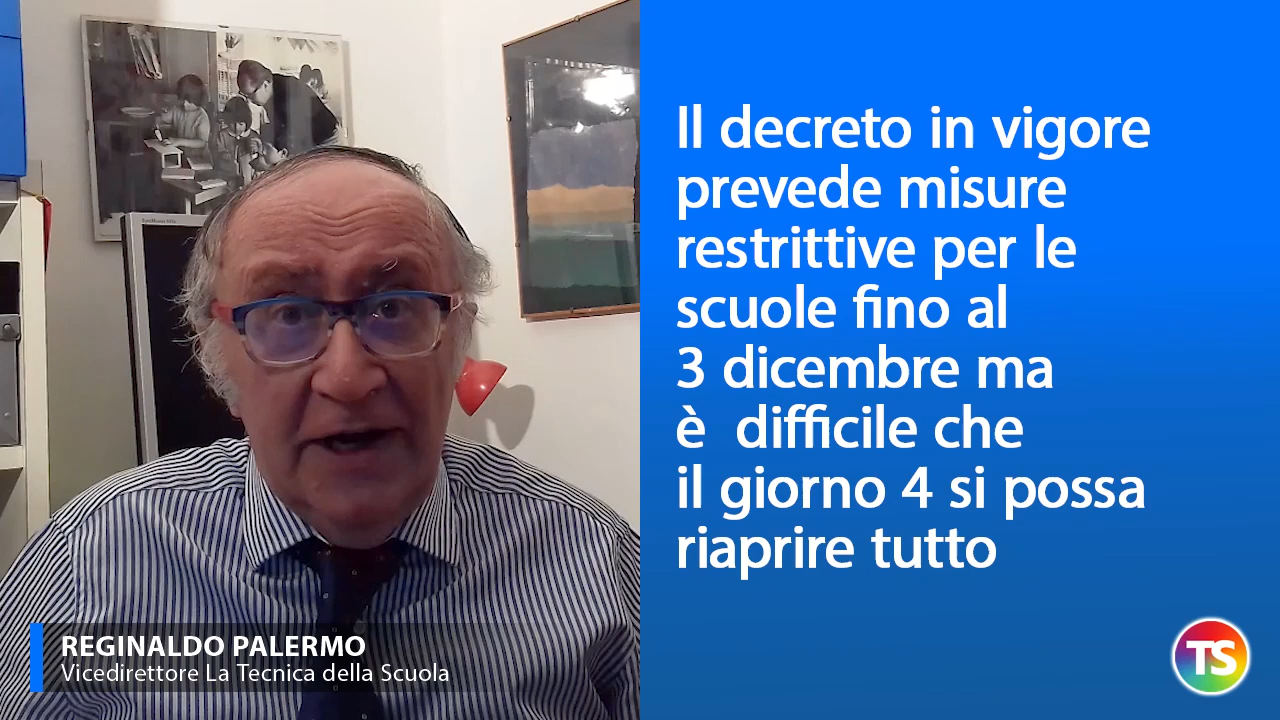 Il decreto in vigore
prevede misure
restrittive per le
scuole fino al
3 dicembre ma
è  difficile che
il giorno 4 si possa
riaprire tutto
REGINALDO PALERMO
Vicedirettore La Tecnica della Scuola
TS